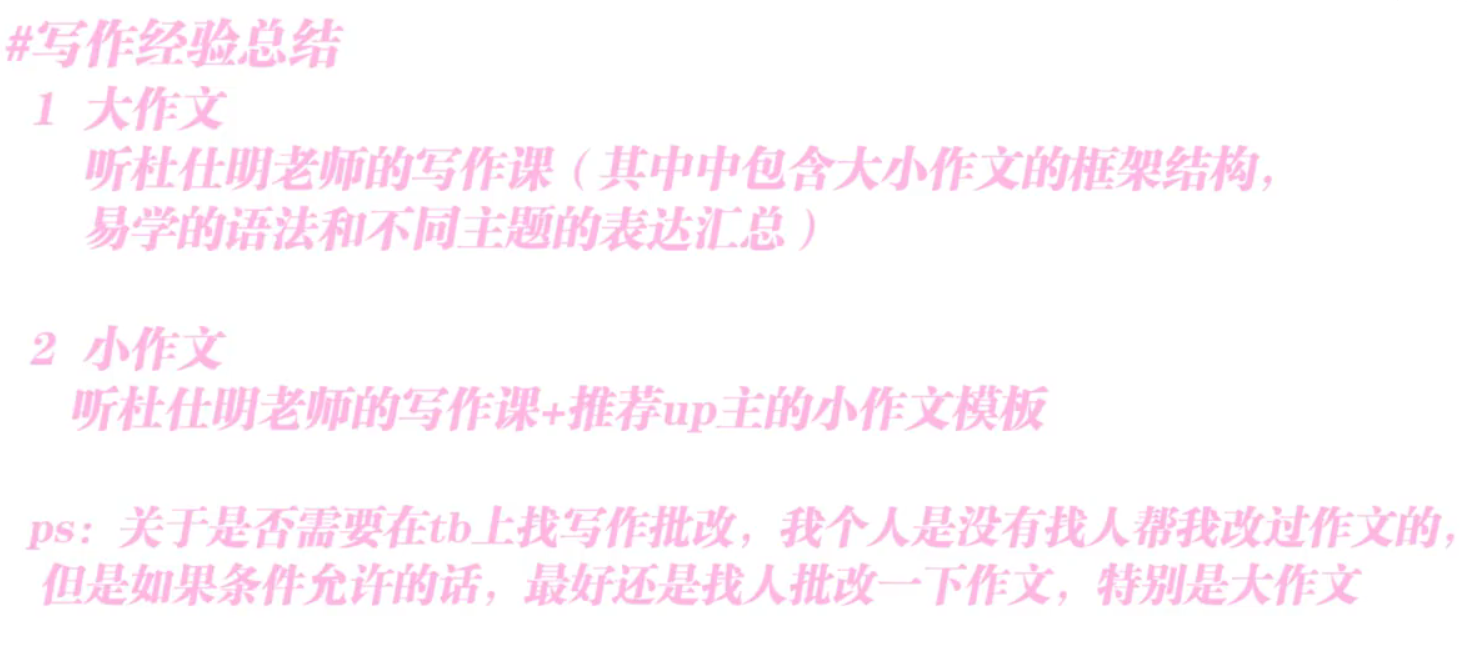 #写作经验总结
1 大作文
听杜仕明老师的写作课（其中中包含大小作文的框架结构，
易学的语法和不同主题的表达汇总）
2 小作文
听杜仕明老师的写作课+推荐up主的小作文模板
ps：关于是否需要在tb上找写作批改，我个人是没有找人帮我改过作文的，
但是如果条件允许的话，最好还是找人批改一下作文，特别是大作文